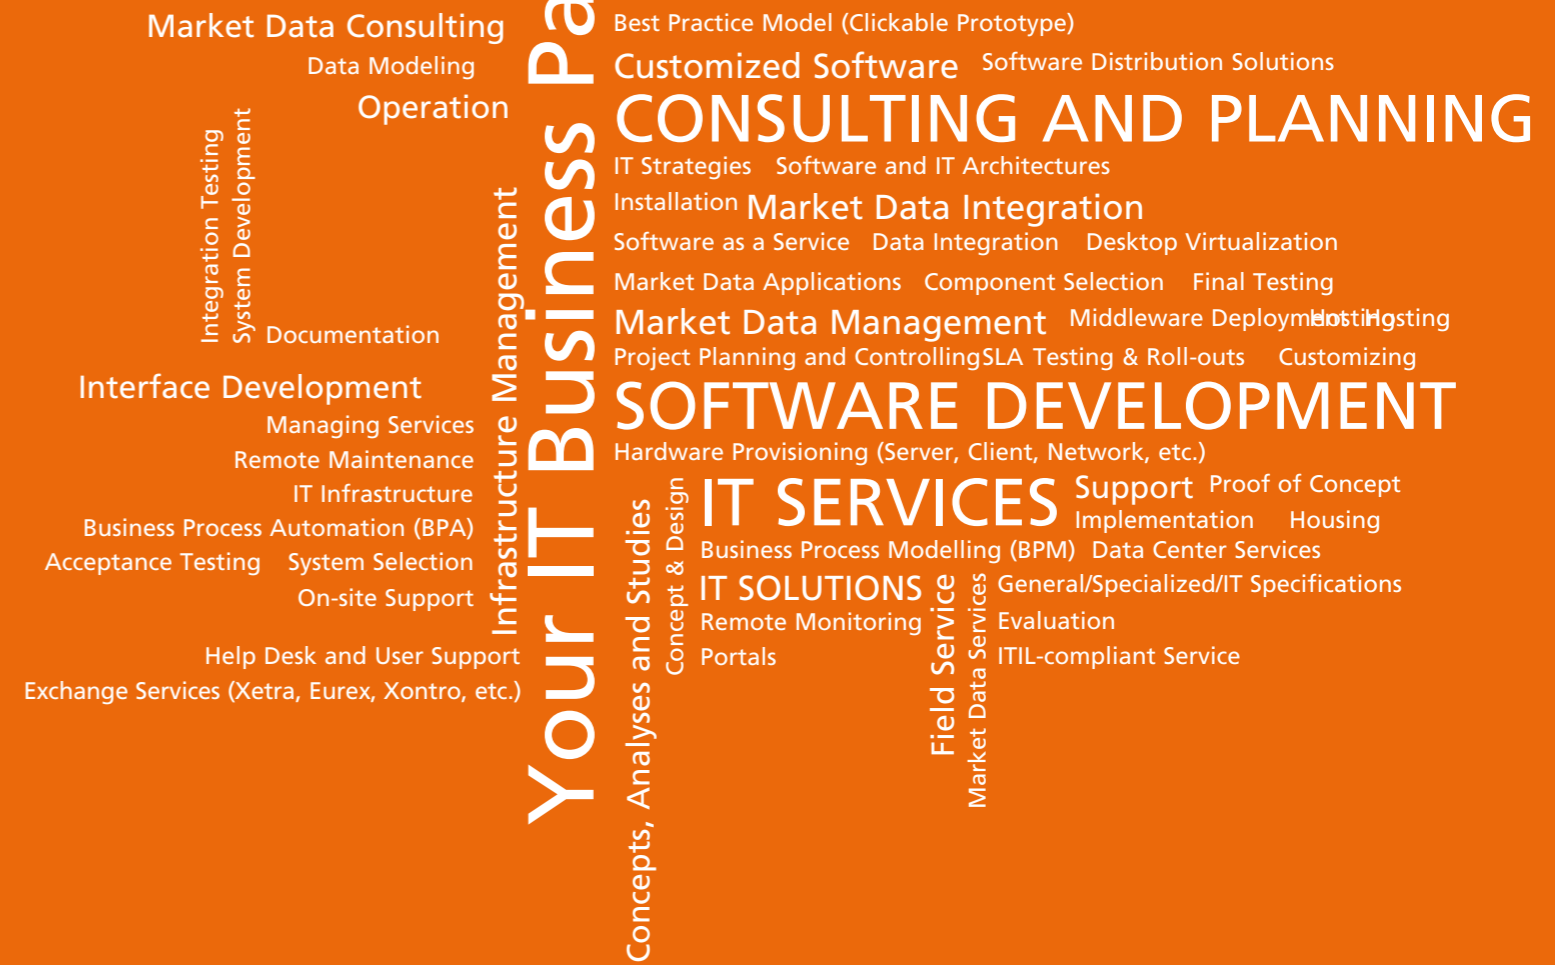 Market Data Consulting
Data Modeling
Operation
Integration Testing
System Development
Documentation
Interface Development
Managing Services
Remote Maintenance
IT Infrastructure
Business Process Automation (BPA)
Acceptance Testing System Selection
On-site Support
Help Desk and User Support
Exchange Services (Xetra, Eurex, Xontro, etc.)
Infrastructure Management
Your IT Business Pa
Best Practice Model (Clickable Prototype)
Customized Software Software Distribution Solutions
CONSULTING AND PLANNING
IT Strategies Software and IT Architectures
Installation Market Data Integration
Software as a Service Data Integration Desktop Virtualization
Market Data Applications Component Selection Final Testing
Market Data Management Middleware Deployment Hosting Hosting
Project Planning and Controlling SLA Testing & Roll-outs Customizing
SOFTWARE DEVELOPMENT
Hardware Provisioning (Server, Client, Network, etc.)
Concepts, Analyses and Studies
Concept & Design
IT SERVICES Support Proof of Concept
Implementation Housing
Business Process Modelling (BPM) Data Center Services
IT SOLUTIONS
Remote Monitoring
Portals
Field Service
Market Data Services
General/Specialized/IT Specifications
Evaluation
ITIL-compliant Service